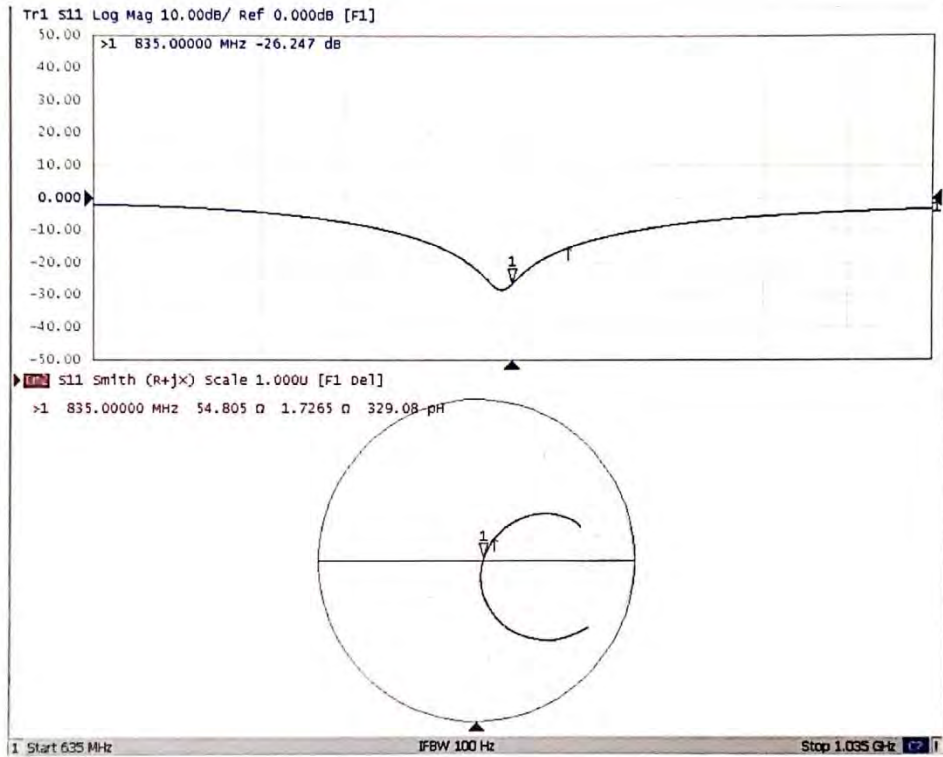 Tr1 S11 Log Mag 10.00dB/ Ref 0.000dB [F1]
50.00
>1 835.00000 MHz -26.247 dB
40.00
30.00
20.00
10.00
0.000
-10.00
-20.00
-30.00
-40.00
-50.00
1
1
S11 Smith (R+jX) Scale 1.000U [F1 Del]
>1 835.00000 MHz 54.805 Ω 1.7265 Ω 329.08 pH
1
1 Start 635 MHz IFBW 100 Hz Stop 1.035 GHz C?